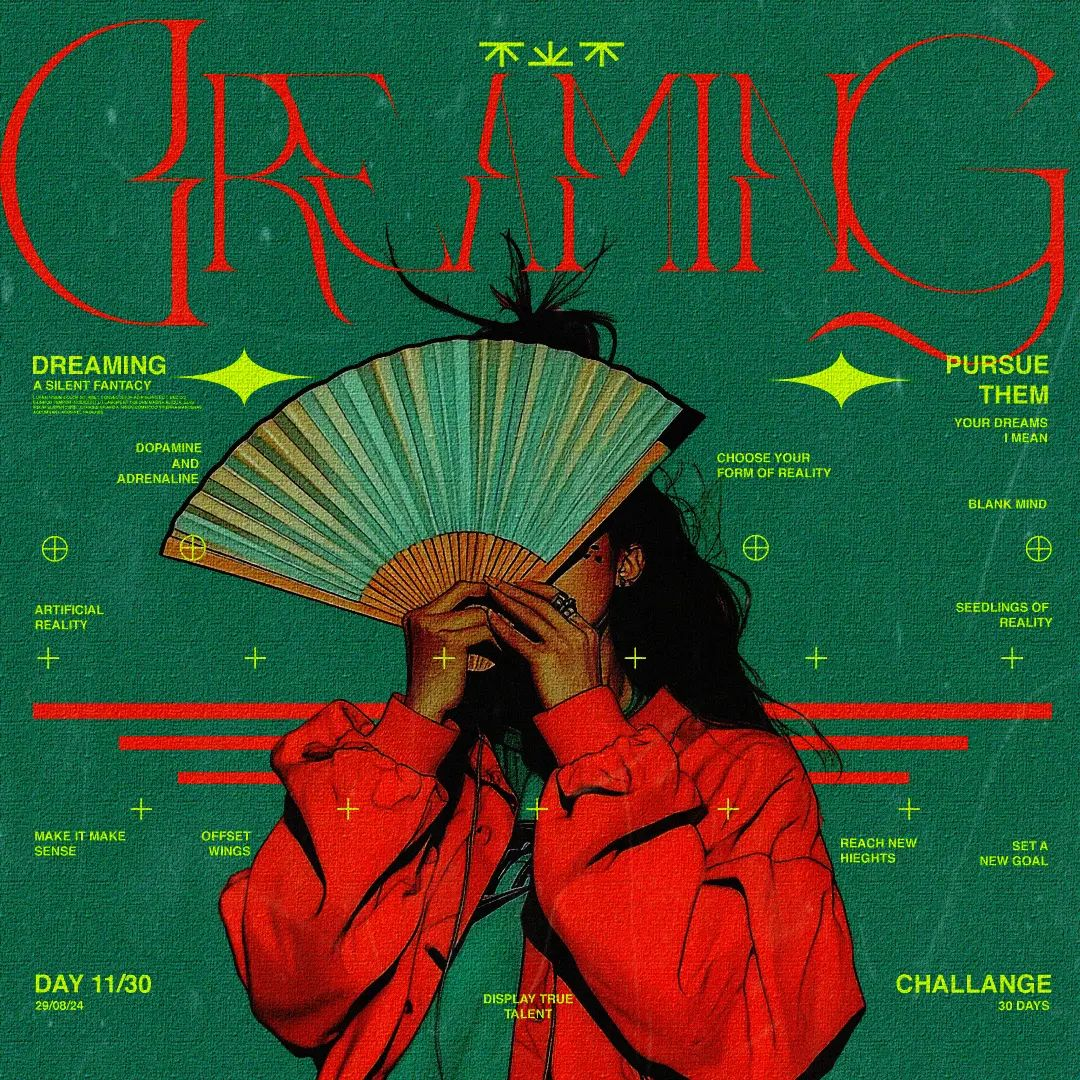 DREAMING
DREAMING
A SILENT FANTACY
PURSUE
THEM
YOUR DREAMS
I MEAN
DOPAMINE
AND
ADRENALINE
CHOOSE YOUR
FORM OF REALITY
BLANK MIND
ARTIFICIAL
REALITY
SEEDLINGS OF
REALITY
MAKE IT MAKE
SENSE
OFFSET
WINGS
REACH NEW
HIEGHTS
SET A
NEW GOAL
DAY 11/30
29/08/24
DISPLAY TRUE
TALENT
CHALLANGE
30 DAYS